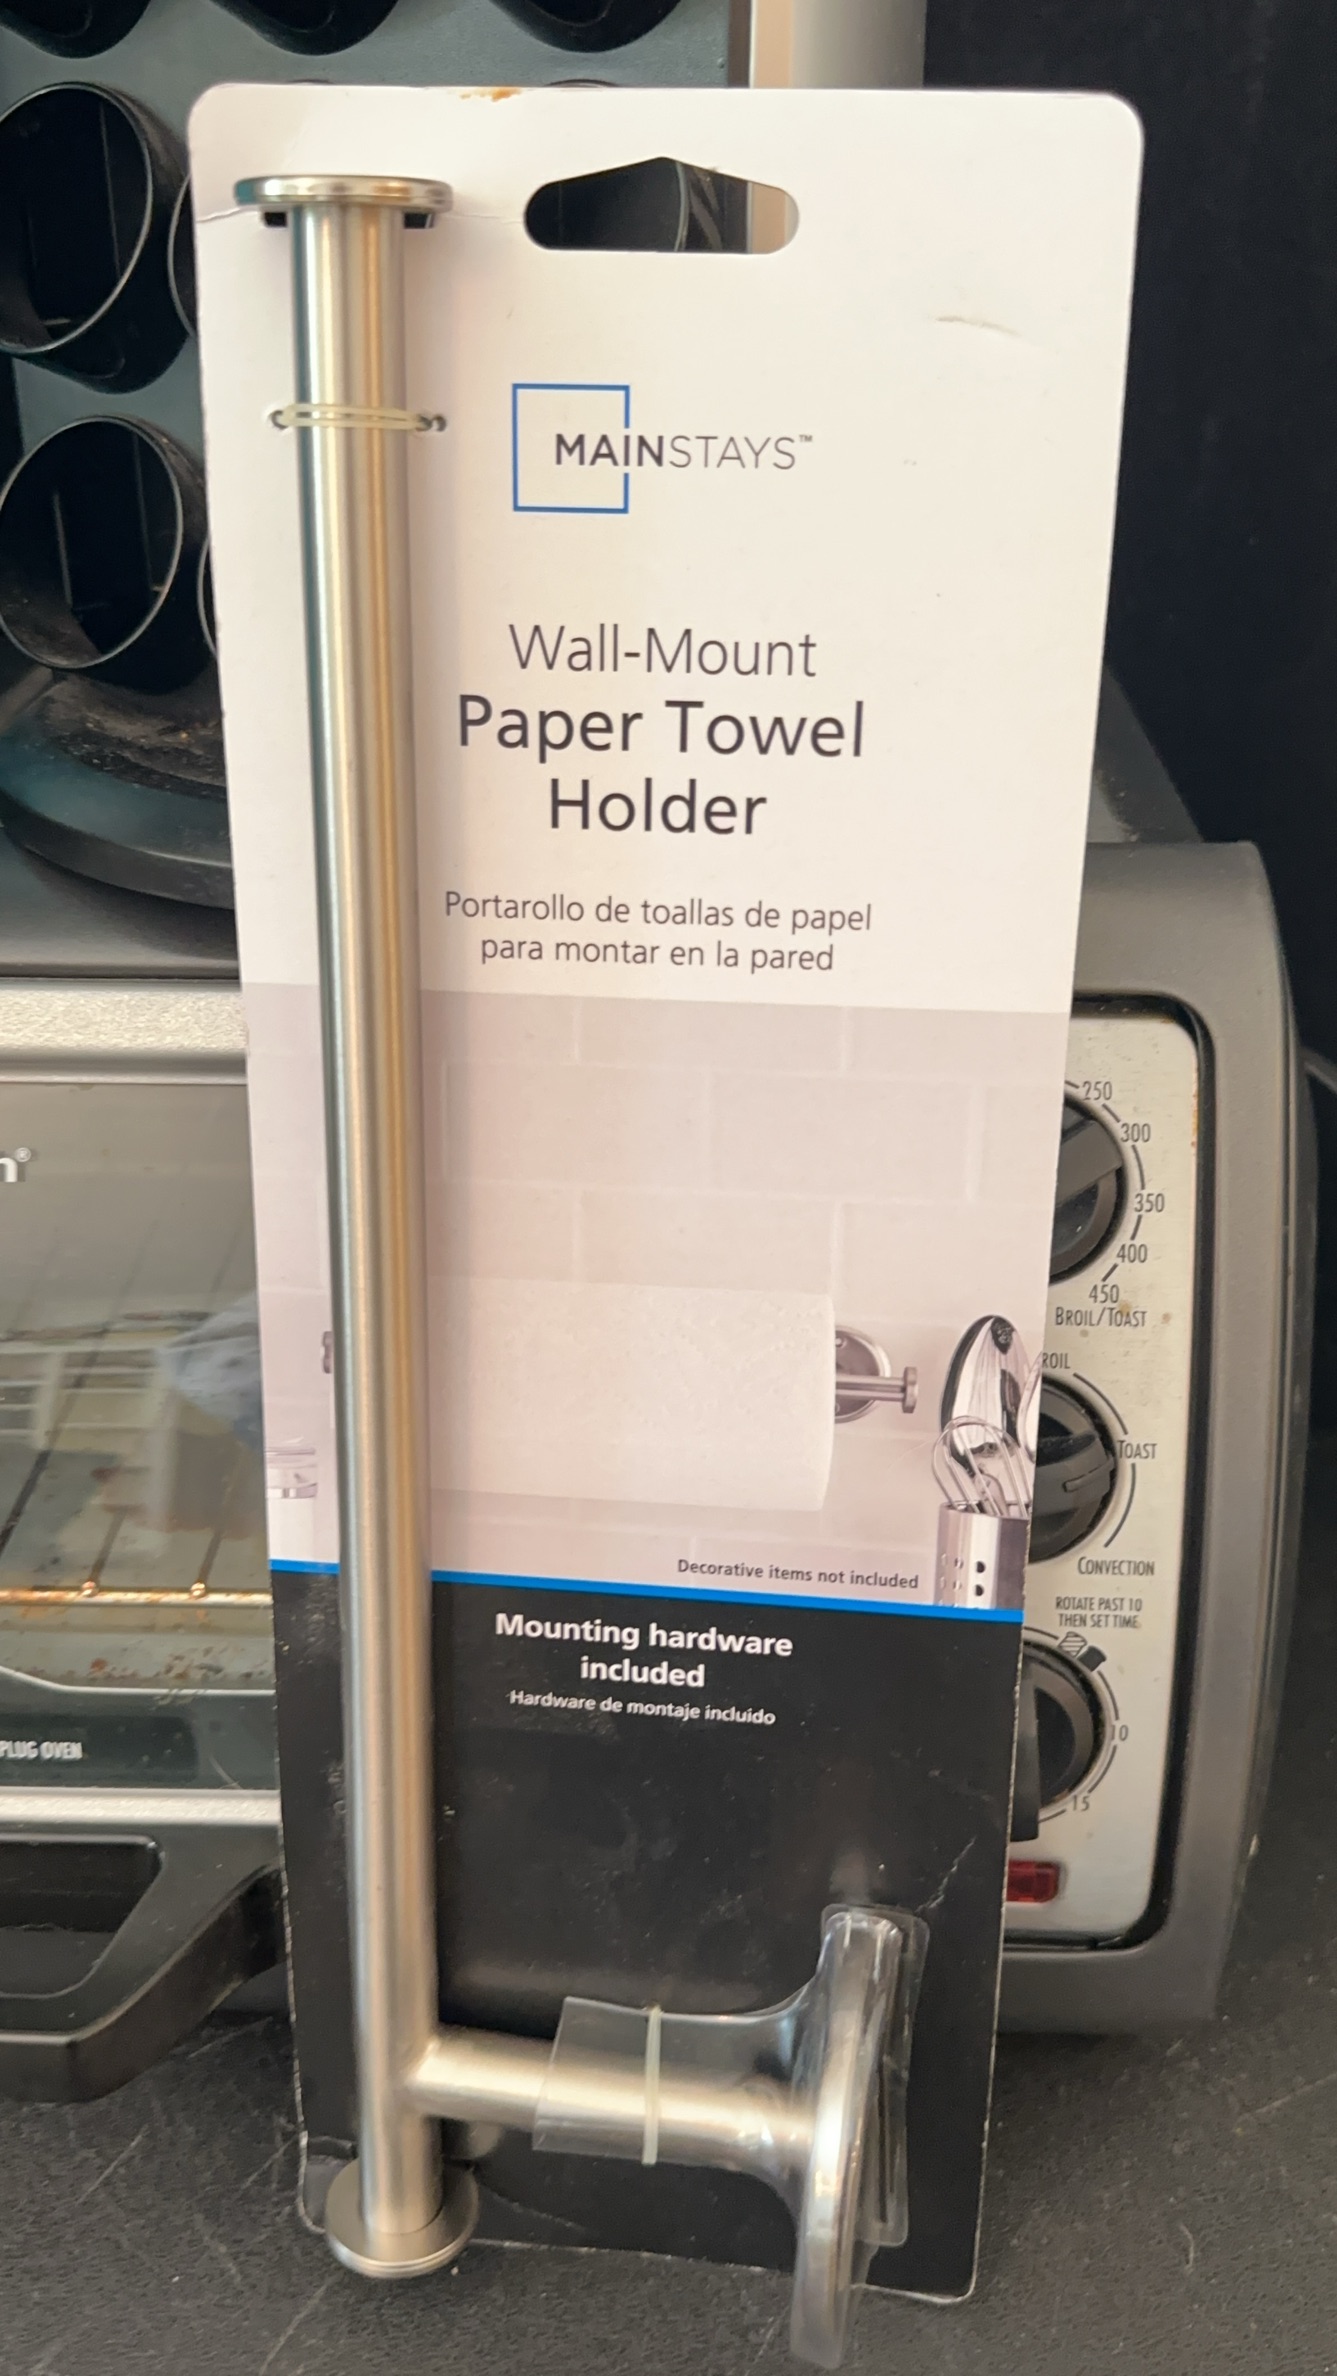 MAINSTAYS™
Wall-Mount
Paper Towel
Holder
Portarollo de toallas de papel
para montar en la pared
Decorative items not included
Mounting hardware
included
Hardware de montaje incluido
250
300
350
400
450
BROIL/TOAST
ROIL
TOAST
CONVECTION
ROTATE PAST 10
THEN SET TIME
10
15
n®
PLUG OVEN